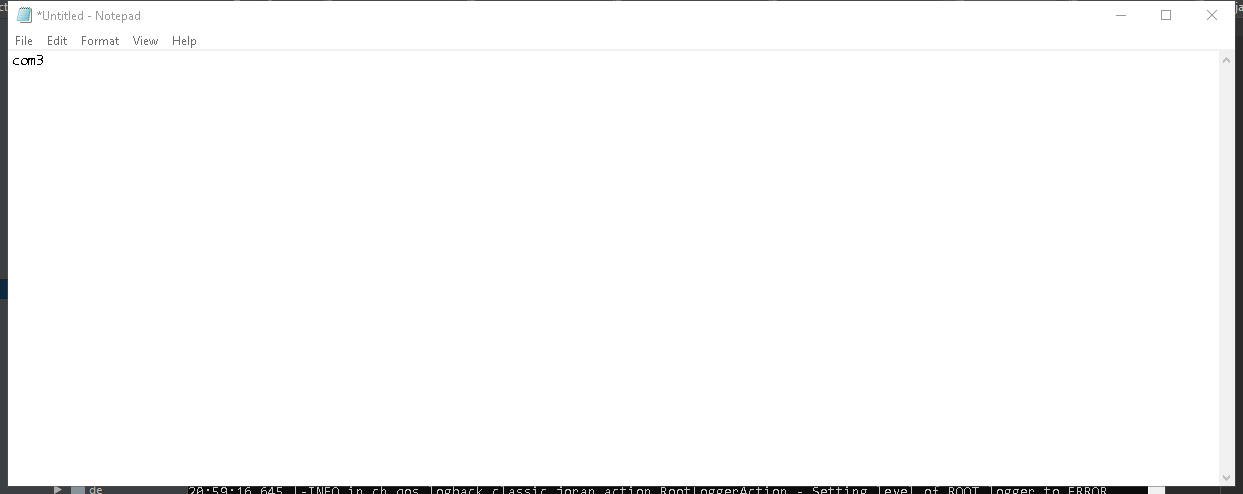 *Untitled - Notepad
File Edit Format View Help
com3
de
20:59:16,645 |-INFO in ch.qos.logback.classic.joran.action.RootLoggerAction - Setting level of ROOT logger to ERROR